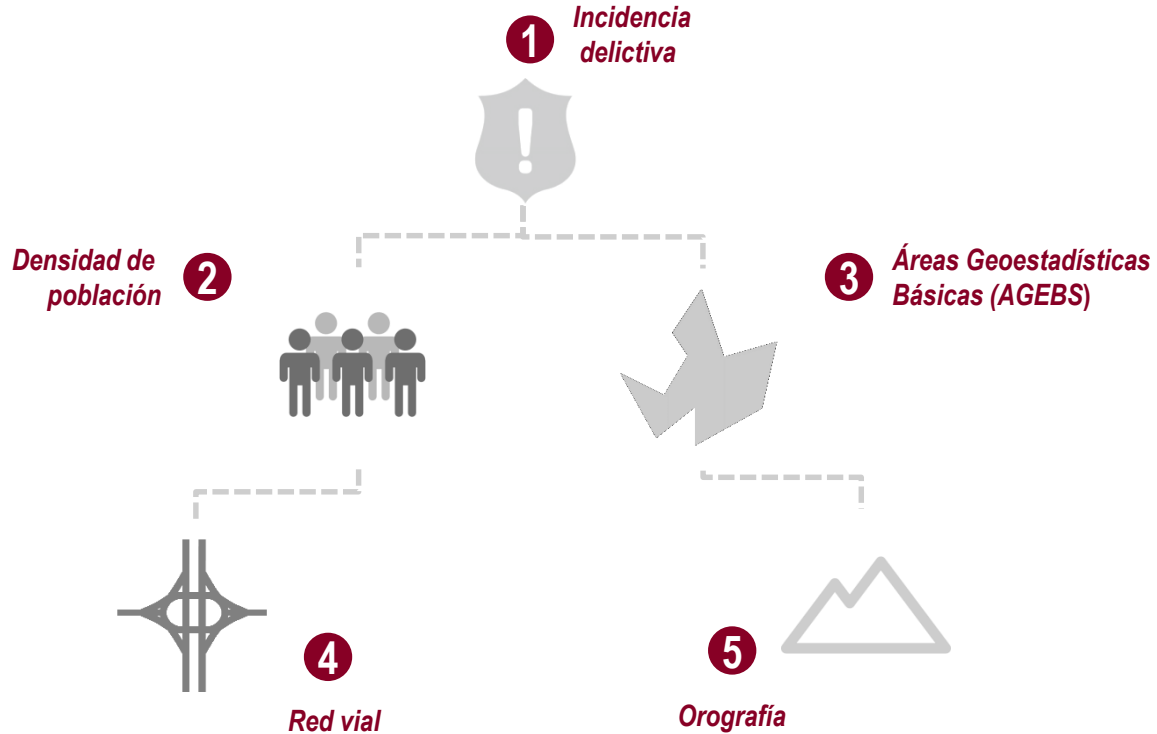 1
Incidencia
delictiva
!
2
Densidad de
población
3
Áreas Geoestadísticas
Básicas (AGEBS)
4
Red vial
5
Orografía